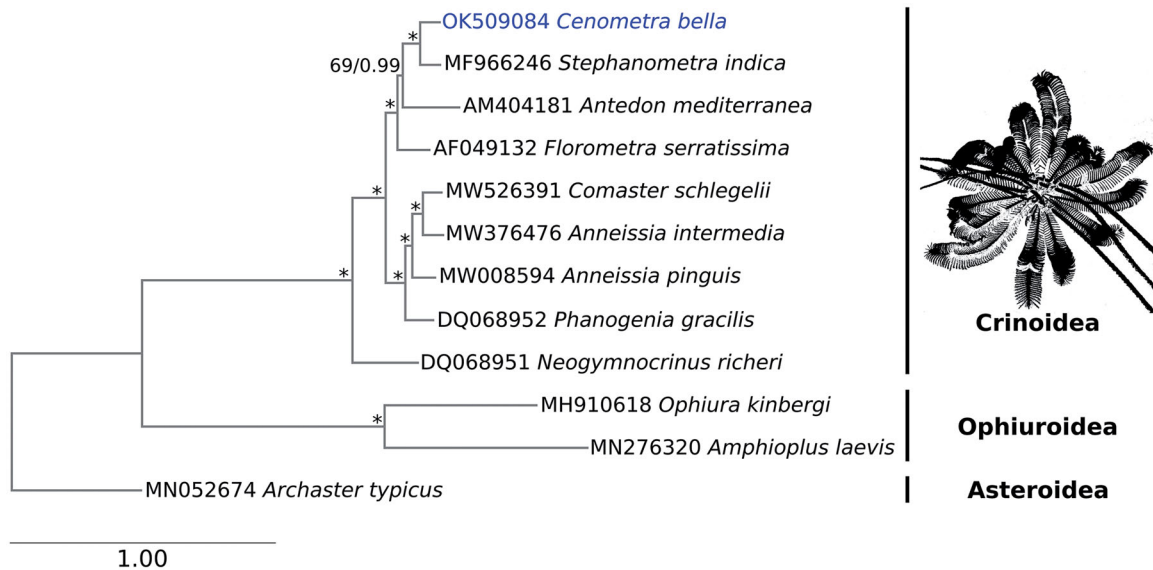 OK509084 Cenometra bella
*
69/0.99
MF966246 Stephanometra indica
*
AM404181 Antedon mediterranea
AF049132 Florometra serratissima
*
MW526391 Comaster schlegelii
*
MW376476 Anneissia intermedia
*
*
MW008594 Anneissia pinguis
*
DQ068952 Phanogenia gracilis
Crinoidea
DQ068951 Neogymnocrinus richeri
MH910618 Ophiura kinbergi
*
Ophiuroidea
MN276320 Amphioplus laevis
MN052674 Archaster typicus
Asteroidea
1.00